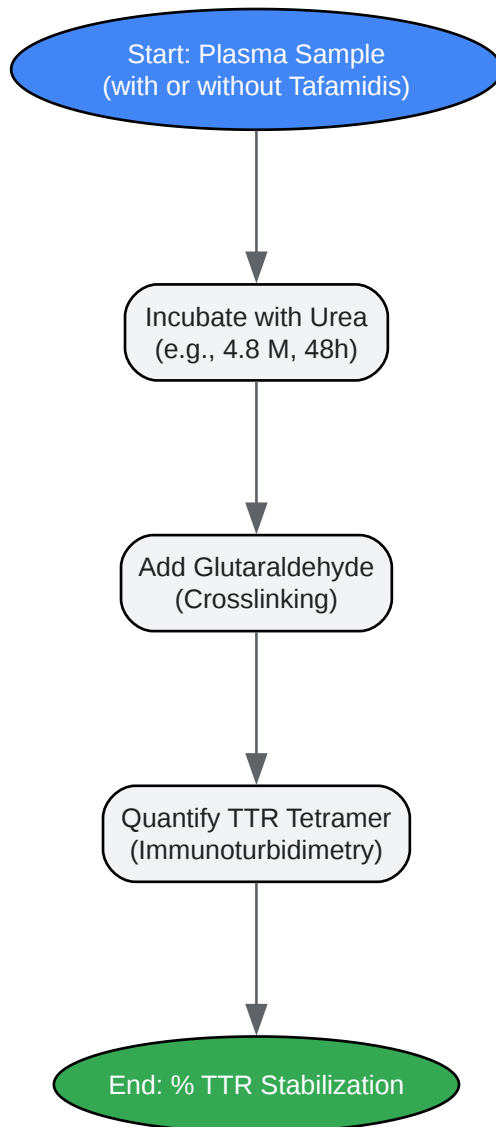 Start: Plasma Sample
(with or without Tafamidis)
Incubate with Urea
(e.g., 4.8 M, 48h)
Add Glutaraldehyde
(Crosslinking)
Quantify TTR Tetramer
(Immunoturbidimetry)
End: % TTR Stabilization